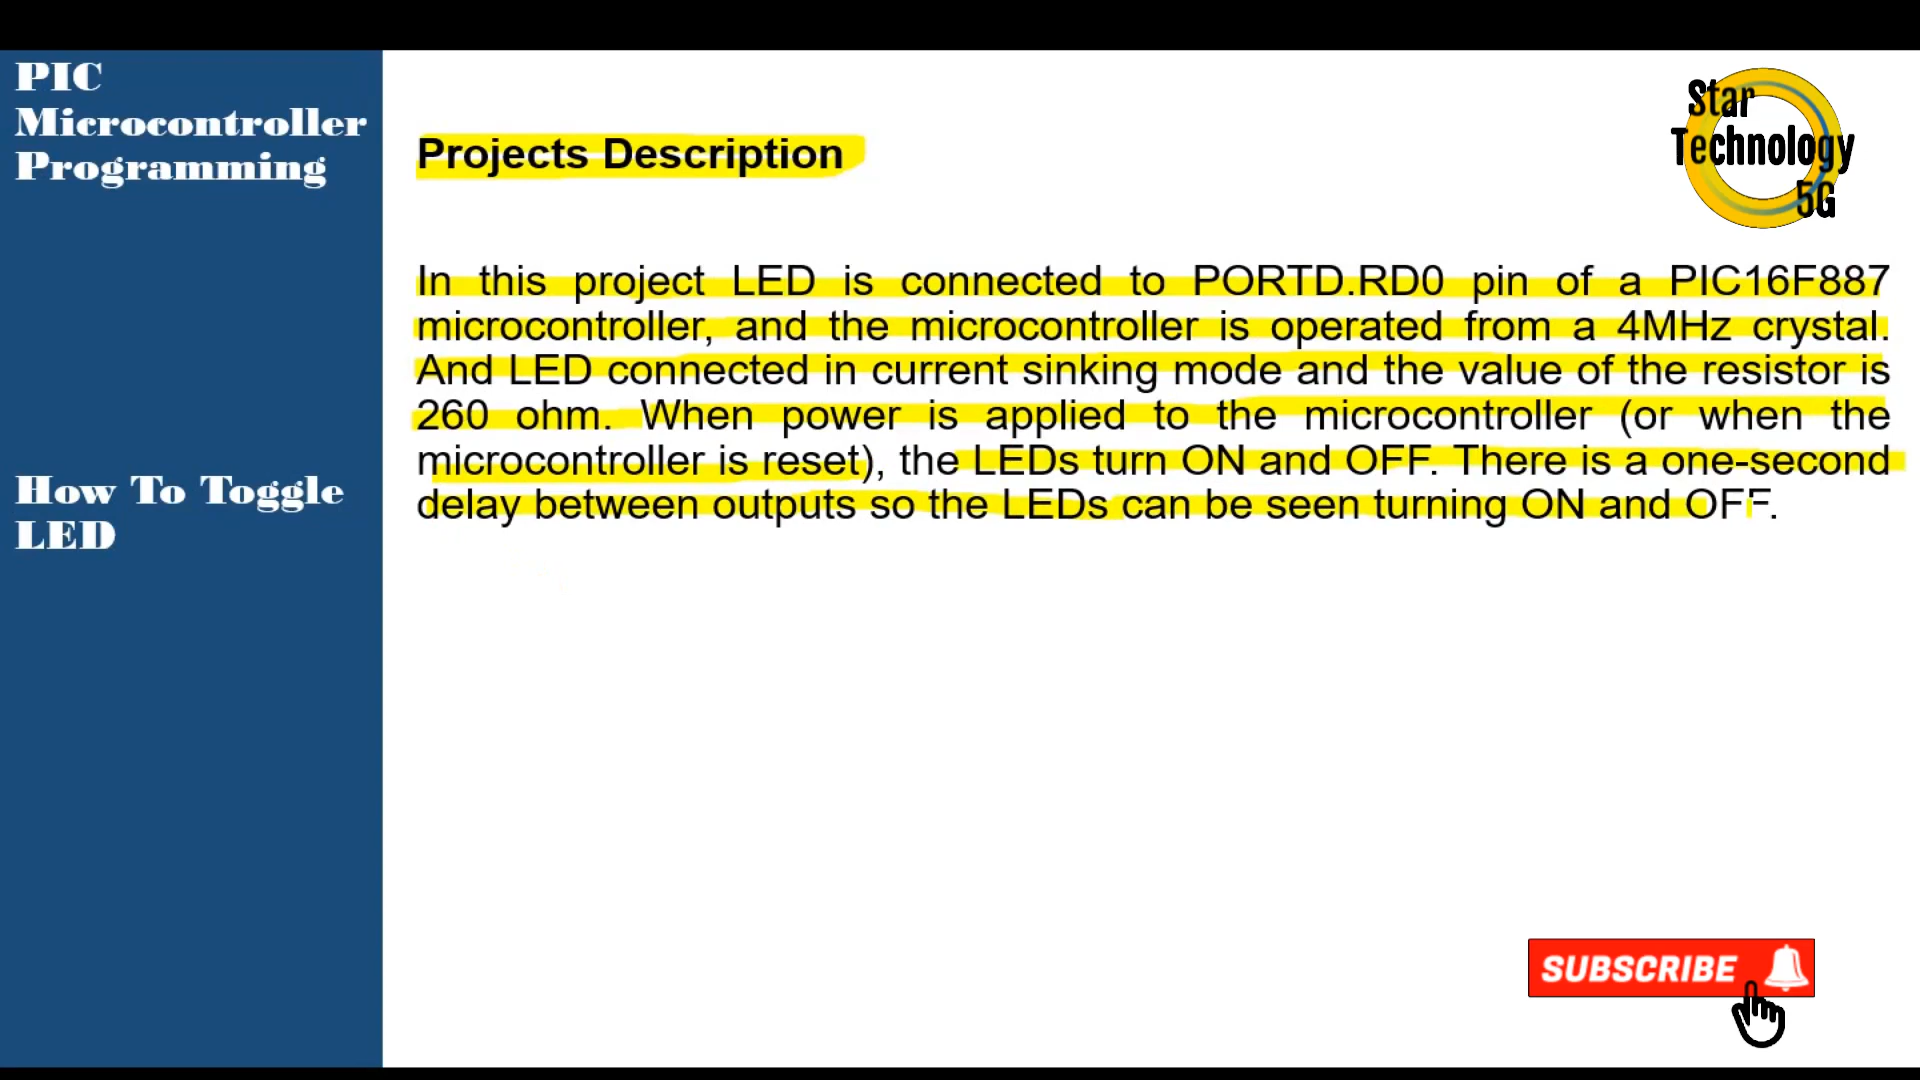 PIC
Microcontroller
Programming
How To Toggle
LED
Projects Description
In this project LED is connected to PORTD.RD0 pin of a PIC16F887
microcontroller, and the microcontroller is operated from a 4MHz crystal.
And LED connected in current sinking mode and the value of the resistor is
260 ohm. When power is applied to the microcontroller (or when the
microcontroller is reset), the LEDs turn ON and OFF. There is a one-second
delay between outputs so the LEDs can be seen turning ON and OFF.
Star
Technology
5G
SUBSCRIBE